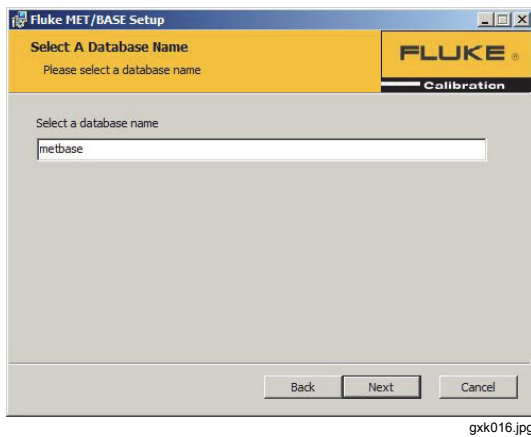 Fluke MET/BASE Setup
Select A Database Name
Please select a database name
FLUKE ®
Calibration
Select a database name
metbase
Back Next Cancel
gxk016.jpg